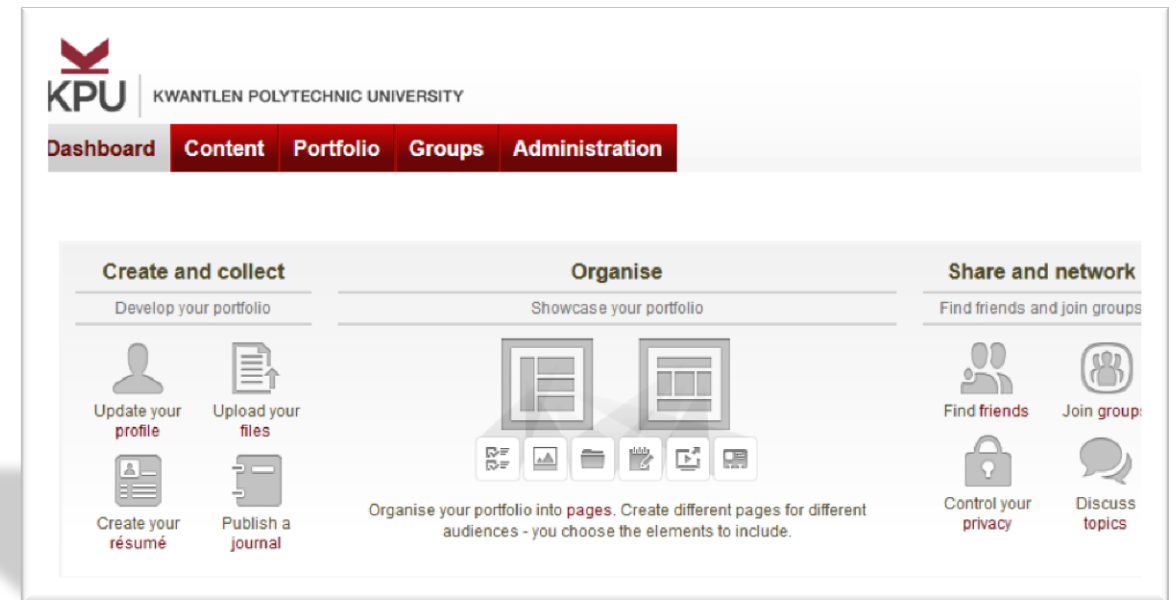 KPU KWANTLEN POLYTECHNIC UNIVERSITY
Dashboard Content Portfolio Groups Administration
Create and collect
Develop your portfolio
Update your
profile
Upload your
files
Create your
résumé
Publish a
journal
Organise
Showcase your portfolio
Organise your portfolio into pages. Create different pages for different
audiences - you choose the elements to include.
Share and network
Find friends and join groups
Find friends
Join groups
Control your
privacy
Discuss
topics